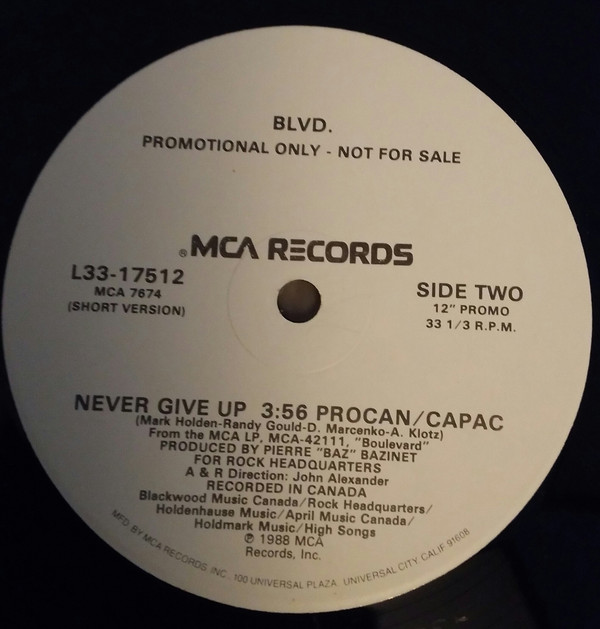 BLVD.
PROMOTIONAL ONLY - NOT FOR SALE
® MCA RECORDS
L33-17512
MCA 7674
(SHORT VERSION)
SIDE TWO
12" PROMO
33 1/3 R.P.M.
NEVER GIVE UP 3:56 PROCAN/CAPAC
(Mark Holden-Randy Gould-D. Marcenko-A. Klotz)
From the MCA LP, MCA-42111, "Boulevard"
PRODUCED BY PIERRE "BAZ" BAZINET
FOR ROCK HEADQUARTERS
A & R Direction: John Alexander
RECORDED IN CANADA
Blackwood Music Canada/Rock Headquarters/
Holdenhause Music/April Music Canada/
Holdmark Music/High Songs
℗ 1988 MCA
Records, Inc.
MFD. BY MCA RECORDS INC., 100 UNIVERSAL PLAZA, UNIVERSAL CITY, CALIF. 91608